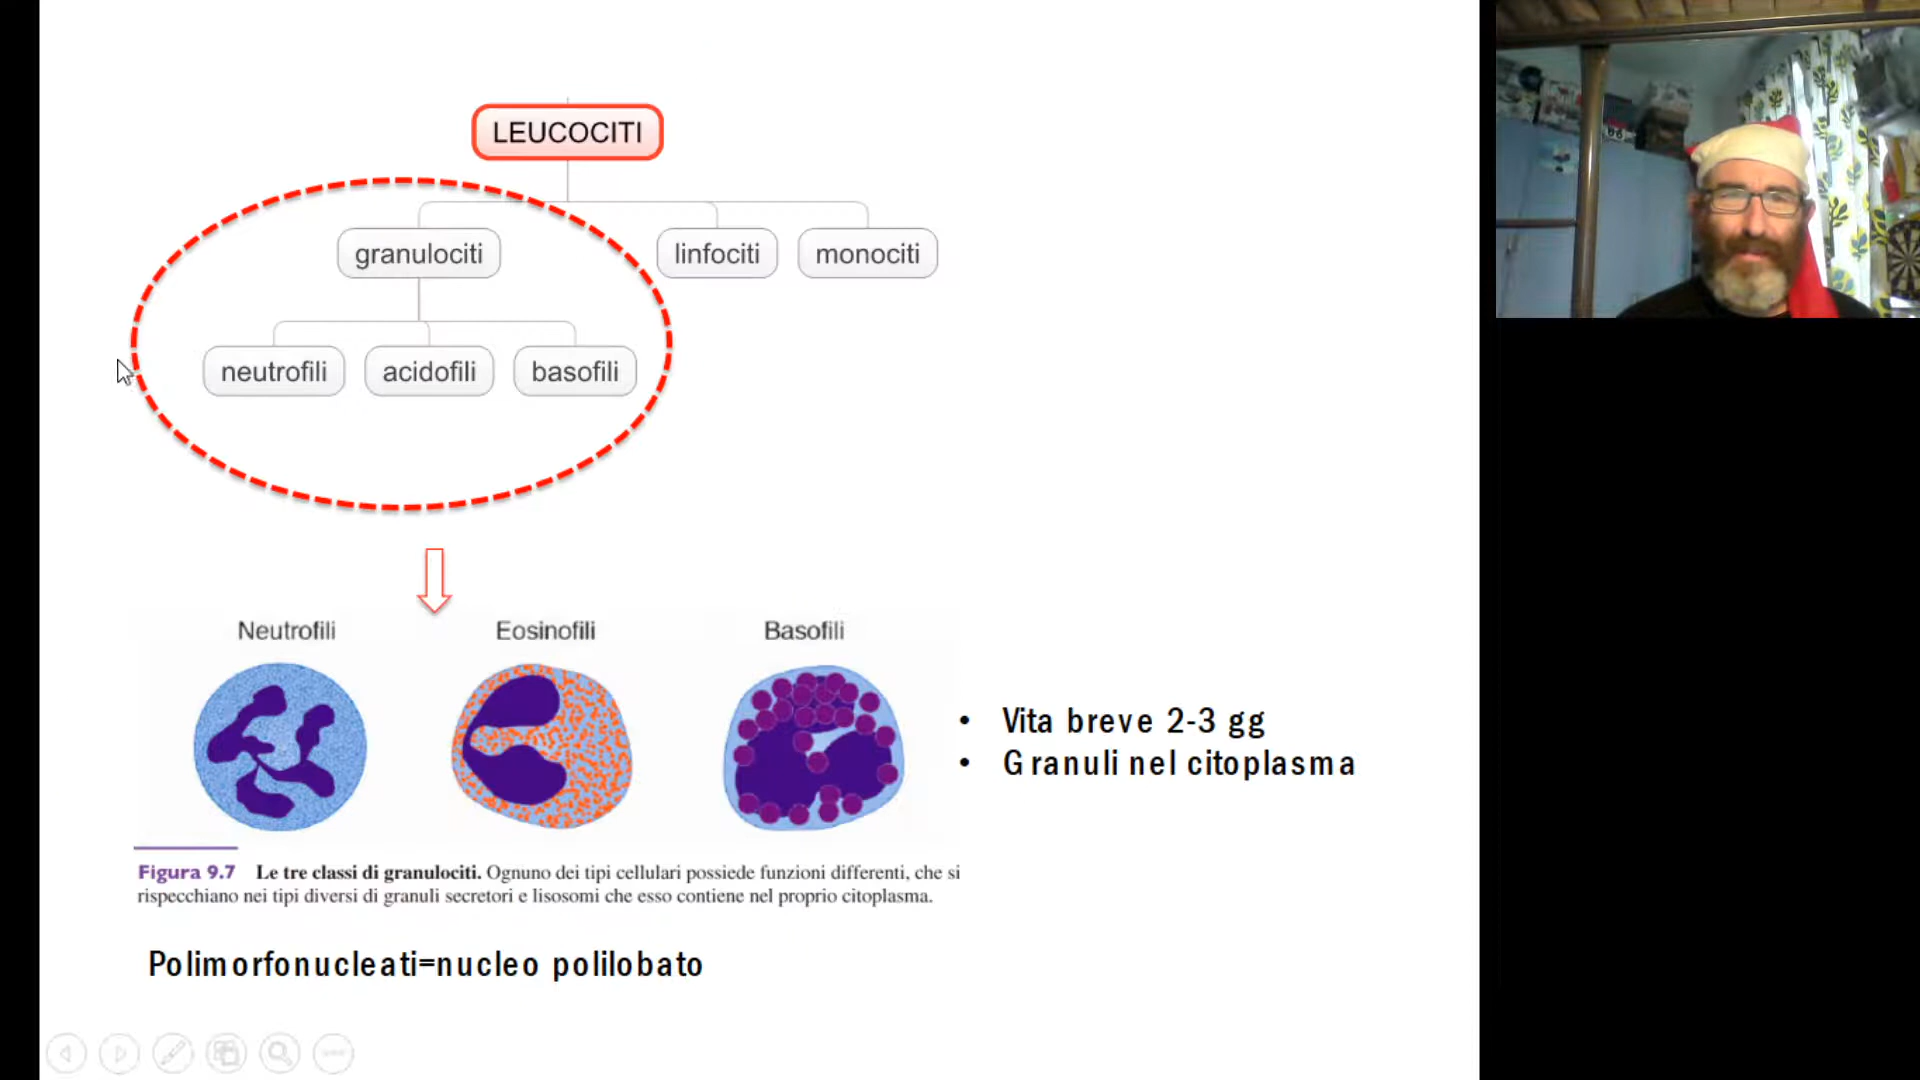 LEUCOCITI
granulociti
linfociti
monociti
neutrofili
acidofili
basofili
Neutrofili
Eosinofili
Basofili
• Vita breve 2-3 gg
• Granuli nel citoplasma
Figura 9.7 Le tre classi di granulociti. Ognuno dei tipi cellulari possiede funzioni differenti, che si
rispecchiano nei tipi diversi di granuli secretori e lisosomi che esso contiene nel proprio citoplasma.
Polimorfonucleati=nucleo polilobato